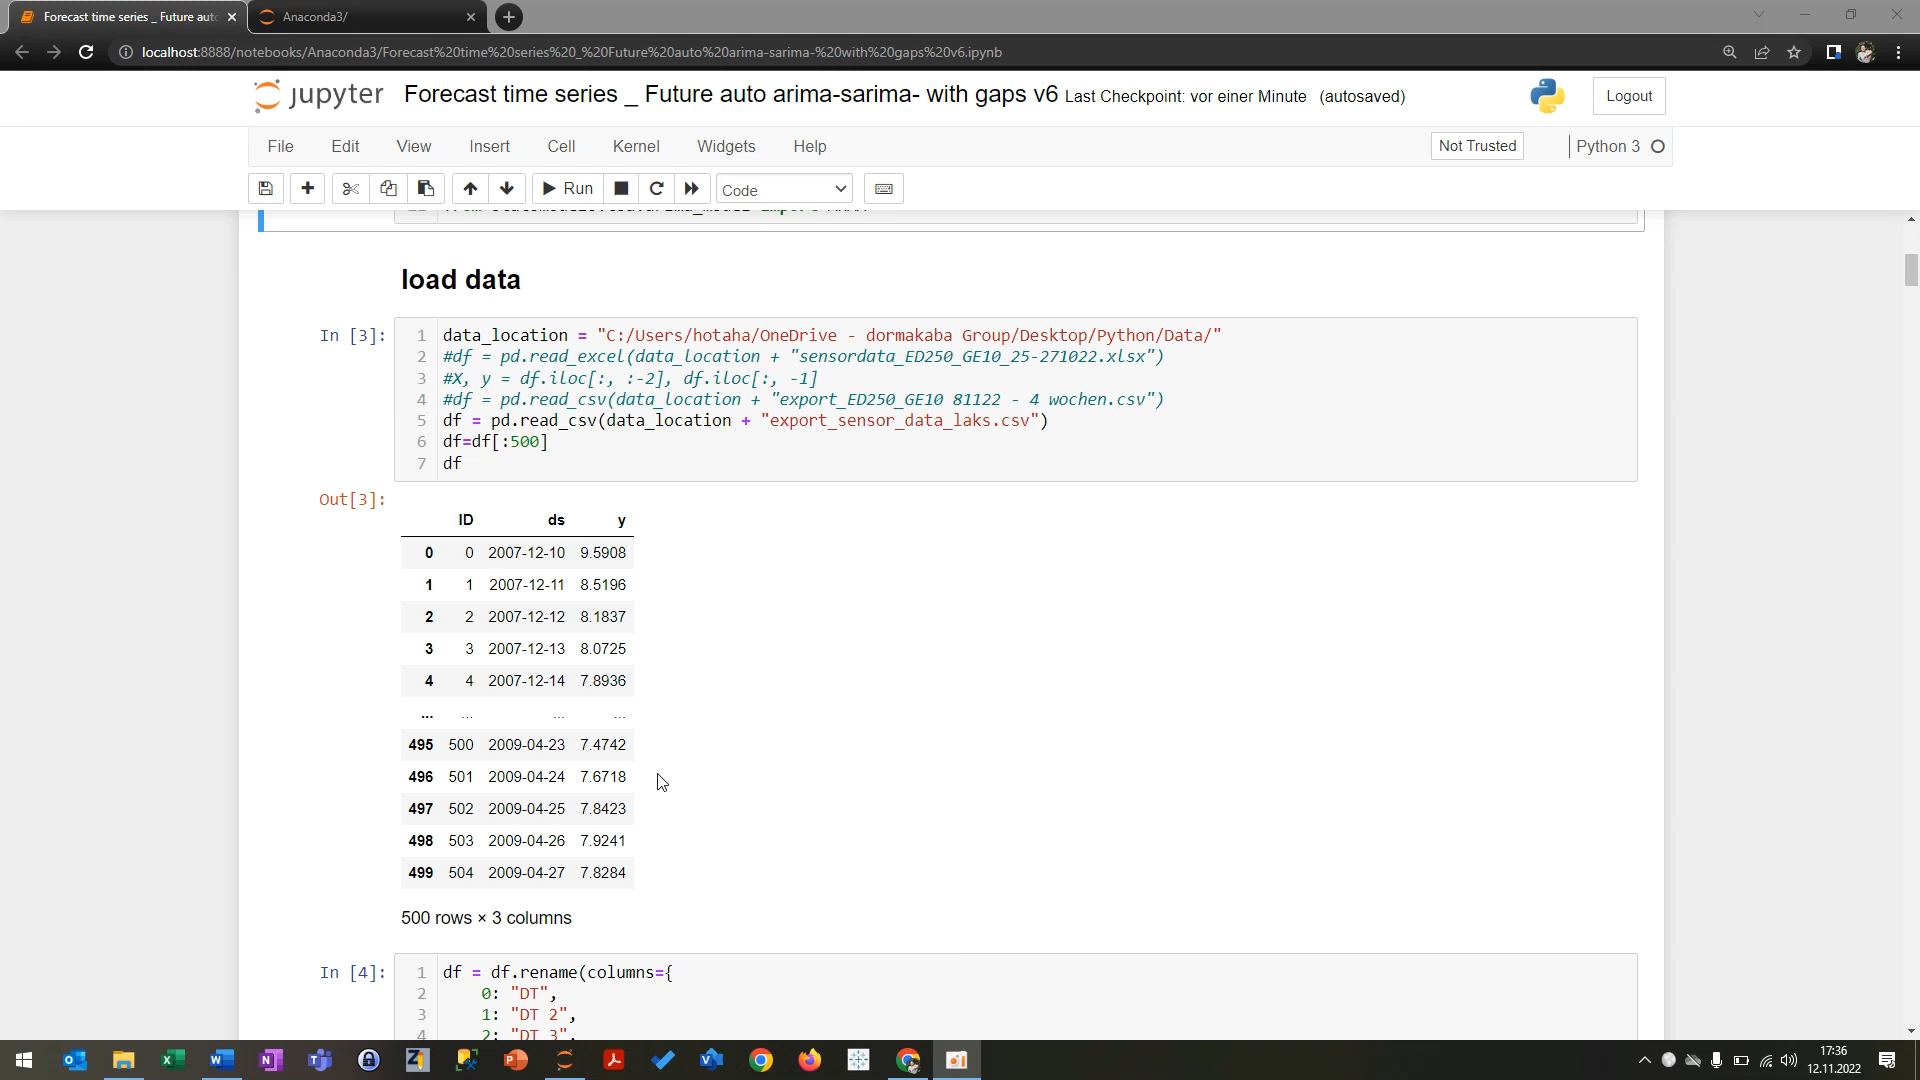 Forecast time series _ Future aut
Anaconda3/
localhost:8888/notebooks/Anaconda3/Forecast%20time%20series%20_%20Future%20auto%20arima-sarima-%20with%20gaps%20v6.ipynb
jupyter Forecast time series _ Future auto arima-sarima- with gaps v6 Last Checkpoint: vor einer Minute (autosaved)
Logout
File Edit View Insert Cell Kernel Widgets Help
Not Trusted
Python 3
Run
Code
load data
In [3]:
1 data_location = "C:/Users/hotaha/OneDrive - dormakaba Group/Desktop/Python/Data/"
2 #df = pd.read_excel(data_location + "sensordata_ED250_GE10_25-271022.xlsx")
3 #X, y = df.iloc[:, :-2], df.iloc[:, -1]
4 #df = pd.read_csv(data_location + "export_ED250_GE10 81122 - 4 wochen.csv")
5 df = pd.read_csv(data_location + "export_sensor_data_laks.csv")
6 df=df[:500]
7 df
Out[3]:
ID ds y
0 0 2007-12-10 9.5908
1 1 2007-12-11 8.5196
2 2 2007-12-12 8.1837
3 3 2007-12-13 8.0725
4 4 2007-12-14 7.8936
... ... ... ...
495 500 2009-04-23 7.4742
496 501 2009-04-24 7.6718
497 502 2009-04-25 7.8423
498 503 2009-04-26 7.9241
499 504 2009-04-27 7.8284
500 rows × 3 columns
In [4]:
1 df = df.rename(columns={
2 0: "DT",
3 1: "DT 2",
4 2: "DT 3",
17:36
12.11.2022